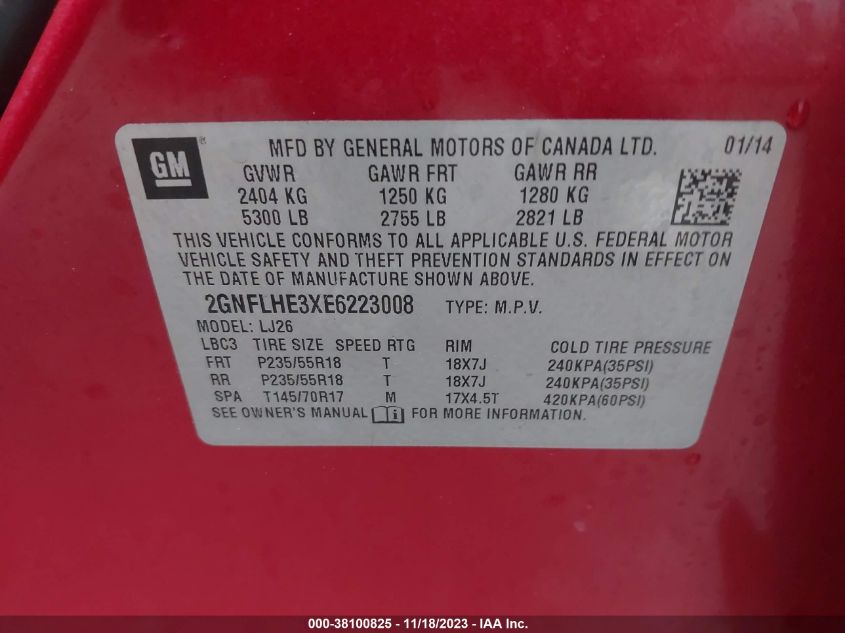 GM ® MFD BY GENERAL MOTORS OF CANADA LTD. 01/14
GVWR GAWR FRT GAWR RR
2404 KG 1250 KG 1280 KG
5300 LB 2755 LB 2821 LB
THIS VEHICLE CONFORMS TO ALL APPLICABLE U.S. FEDERAL MOTOR
VEHICLE SAFETY AND THEFT PREVENTION STANDARDS IN EFFECT ON
THE DATE OF MANUFACTURE SHOWN ABOVE.
2GNFLHE3XE6223008 TYPE: M.P.V.
MODEL: LJ26
LBC3 TIRE SIZE SPEED RTG RIM COLD TIRE PRESSURE
FRT P235/55R18 T 18X7J 240KPA(35PSI)
RR P235/55R18 T 18X7J 240KPA(35PSI)
SPA T145/70R17 M 17X4.5T 420KPA(60PSI)
SEE OWNER'S MANUAL FOR MORE INFORMATION.
000-38100825 - 11/18/2023 - IAA Inc.